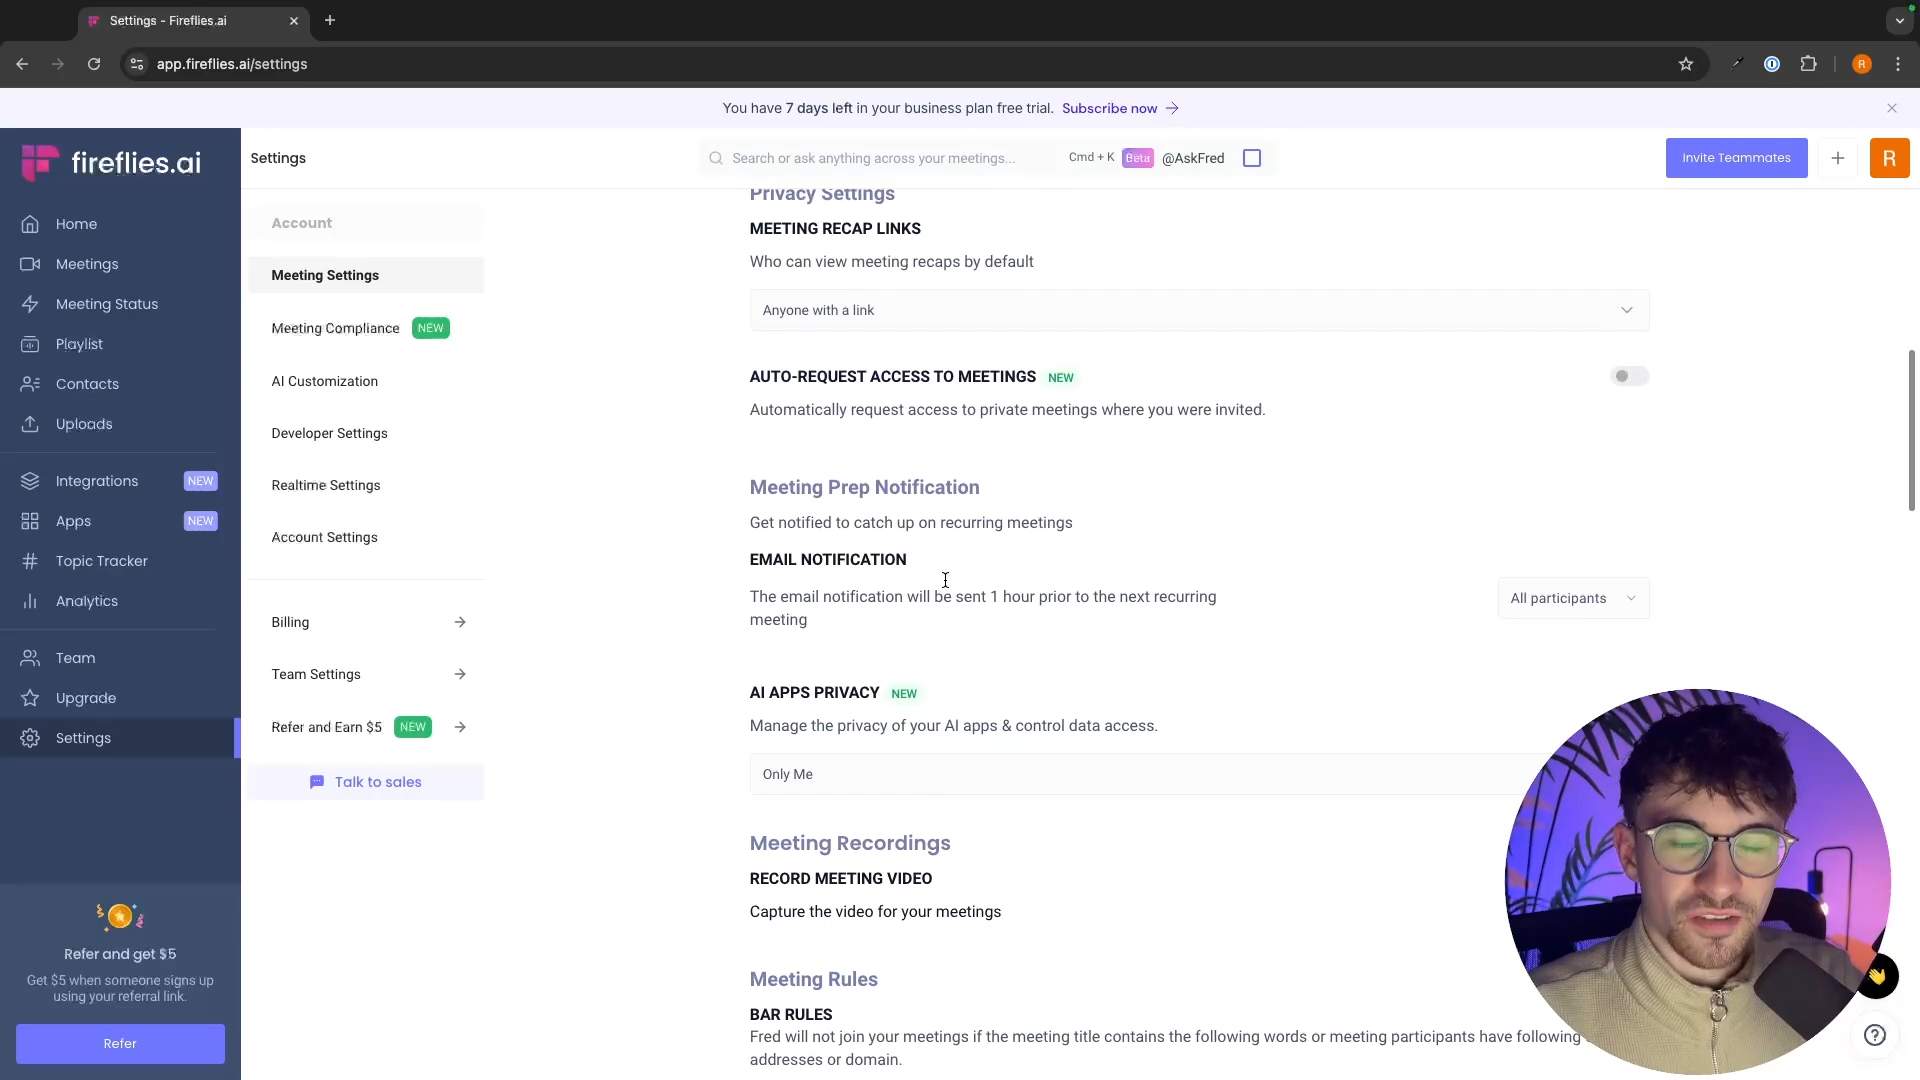 Settings - Fireflies.ai
app.fireflies.ai/settings
R
You have 7 days left in your business plan free trial. Subscribe now
fireflies.ai
Settings
Search or ask anything across your meetings...
Cmd + K
Beta
@AskFred
Invite Teammates
R
Home
Meetings
Meeting Status
Playlist
Contacts
Uploads
Integrations NEW
Apps NEW
Topic Tracker
Analytics
Team
Upgrade
Settings
Refer and get $5
Get $5 when someone signs up
using your referral link.
Refer
Account
Meeting Settings
Meeting Compliance NEW
AI Customization
Developer Settings
Realtime Settings
Account Settings
Billing
Team Settings
Refer and Earn $5 NEW
Talk to sales
Privacy Settings
MEETING RECAP LINKS
Who can view meeting recaps by default
Anyone with a link
AUTO-REQUEST ACCESS TO MEETINGS NEW
Automatically request access to private meetings where you were invited.
Meeting Prep Notification
Get notified to catch up on recurring meetings
EMAIL NOTIFICATION
The email notification will be sent 1 hour prior to the next recurring
meeting
All participants
AI APPS PRIVACY NEW
Manage the privacy of your AI apps & control data access.
Only Me
Meeting Recordings
RECORD MEETING VIDEO
Capture the video for your meetings
Meeting Rules
BAR RULES
Fred will not join your meetings if the meeting title contains the following words or meeting participants have following
addresses or domain.